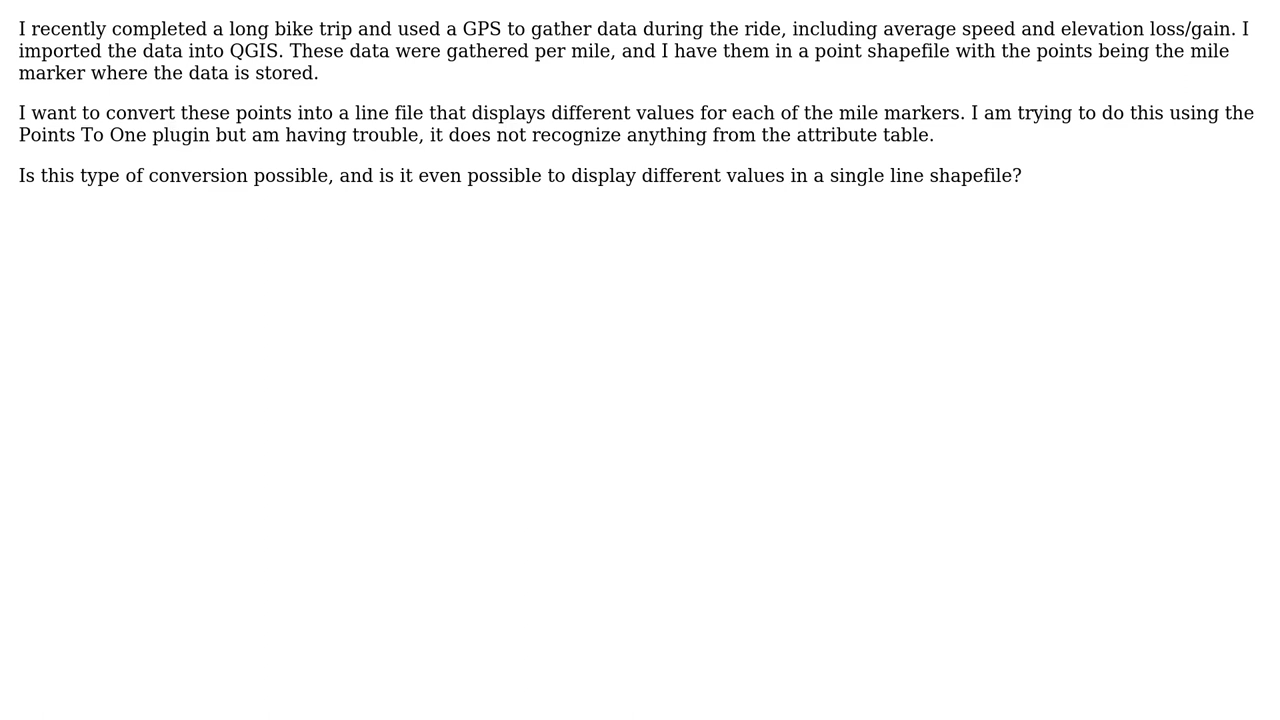 I recently completed a long bike trip and used a GPS to gather data during the ride, including average speed and elevation loss/gain. I
imported the data into QGIS. These data were gathered per mile, and I have them in a point shapefile with the points being the mile
marker where the data is stored.
I want to convert these points into a line file that displays different values for each of the mile markers. I am trying to do this using the
Points To One plugin but am having trouble, it does not recognize anything from the attribute table.
Is this type of conversion possible, and is it even possible to display different values in a single line shapefile?